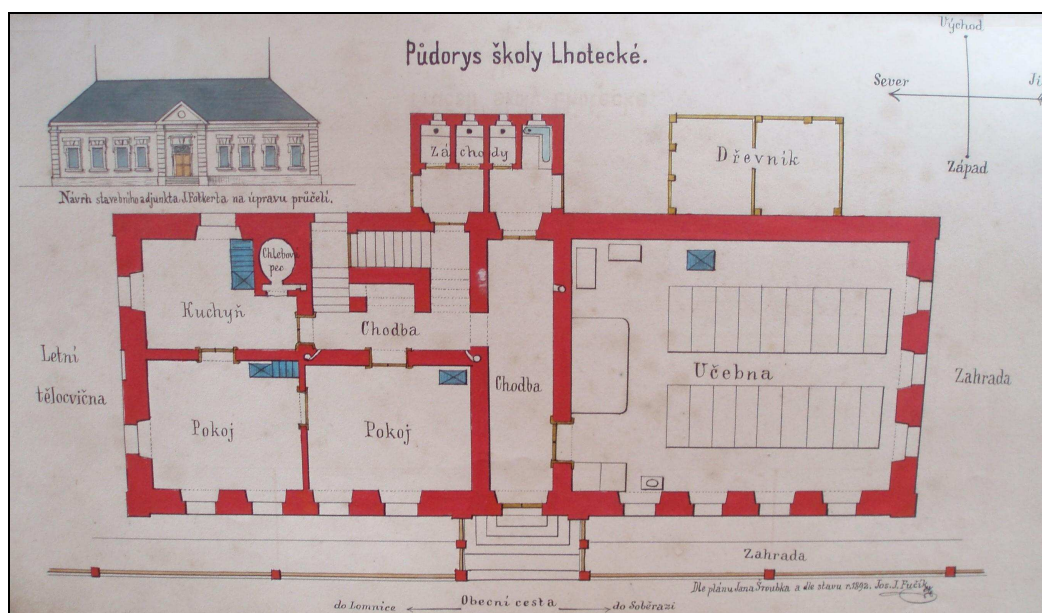 Půdorys školy Lhotecké.
Východ
Sever
Ji
Západ
Návrh stavebního adjunkta J. Potkerta na úpravu průčelí.
Záchody
Dřevník
Chlebová
pec
Kuchyň
Chodba
Letní
tělocvična
Pokoj
Pokoj
Chodba
Učebna
Zahrada
Zahrada
Dle plánu Jana Šroubka a dle stavu r. 1892. Jos. J. Fučík
do Lomnice Obecní cesta do Soběrazi